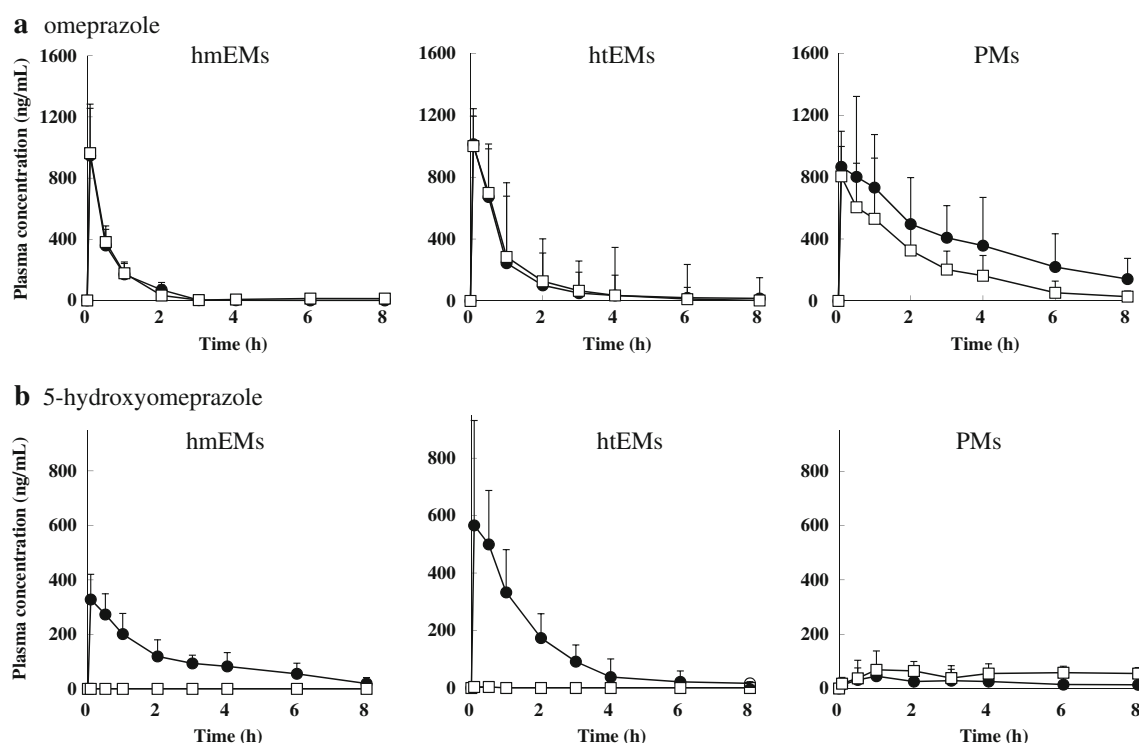 a omeprazole
hmEMs
htEMs
PMs
Plasma concentration (ng/mL)
1600
1200
800
400
0
0 2 4 6 8
Time (h)
1600
1200
800
400
0
0 2 4 6 8
Time (h)
1600
1200
800
400
0
0 2 4 6 8
Time (h)
b 5-hydroxyomeprazole
hmEMs
htEMs
PMs
Plasma concentration (ng/mL)
800
600
400
200
0
0 2 4 6 8
Time (h)
800
600
400
200
0
0 2 4 6 8
Time (h)
800
600
400
200
0
0 2 4 6 8
Time (h)